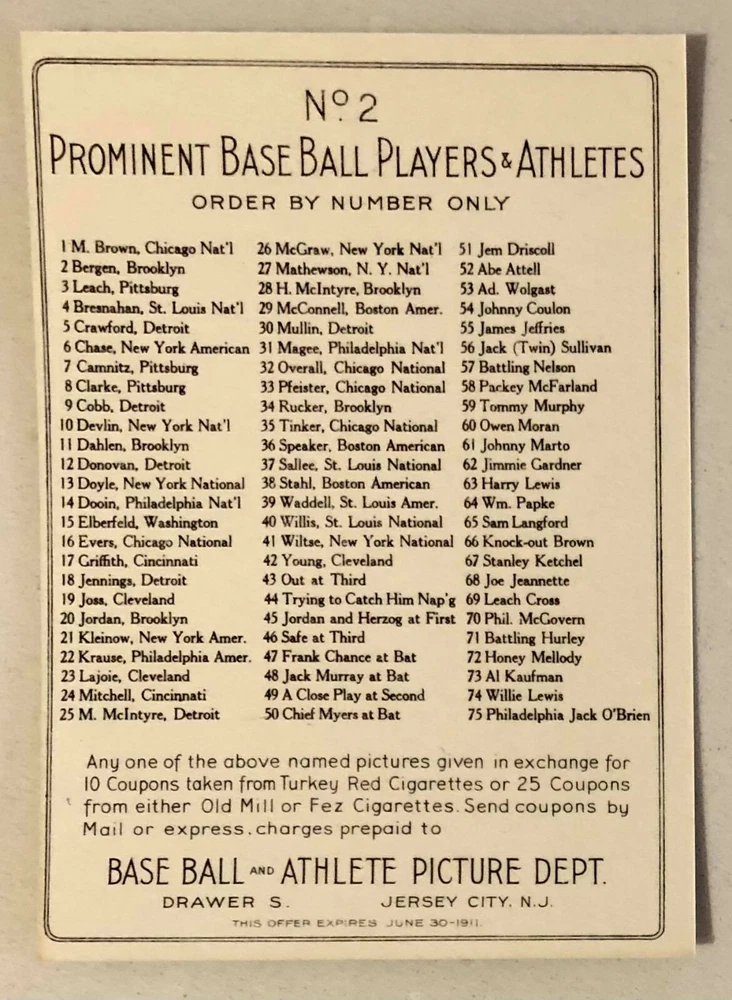 Nº 2
PROMINENT BASE BALL PLAYERS & ATHLETES
ORDER BY NUMBER ONLY
1 M. Brown, Chicago Nat'l
2 Bergen, Brooklyn
3 Leach, Pittsburg
4 Bresnahan, St. Louis Nat'l
5 Crawford, Detroit
6 Chase, New York American
7 Camnitz, Pittsburg
8 Clarke, Pittsburg
9 Cobb, Detroit
10 Devlin, New York Nat'l
11 Dahlen, Brooklyn
12 Donovan, Detroit
13 Doyle, New York National
14 Dooin, Philadelphia Nat'l
15 Elberfeld, Washington
16 Evers, Chicago National
17 Griffith, Cincinnati
18 Jennings, Detroit
19 Joss, Cleveland
20 Jordan, Brooklyn
21 Kleinow, New York Amer.
22 Krause, Philadelphia Amer.
23 Lajoie, Cleveland
24 Mitchell, Cincinnati
25 M. McIntyre, Detroit
26 McGraw, New York Nat'l
27 Mathewson, N. Y. Nat'l
28 H. McIntyre, Brooklyn
29 McConnell, Boston Amer.
30 Mullin, Detroit
31 Magee, Philadelphia Nat'l
32 Overall, Chicago National
33 Pfeister, Chicago National
34 Rucker, Brooklyn
35 Tinker, Chicago National
36 Speaker, Boston American
37 Sallee, St. Louis National
38 Stahl, Boston American
39 Waddell, St. Louis Amer.
40 Willis, St. Louis National
41 Wiltse, New York National
42 Young, Cleveland
43 Out at Third
44 Trying to Catch Him Nap'g
45 Jordan and Herzog at First
46 Safe at Third
47 Frank Chance at Bat
48 Jack Murray at Bat
49 A Close Play at Second
50 Chief Myers at Bat
51 Jem Driscoll
52 Abe Attell
53 Ad. Wolgast
54 Johnny Coulon
55 James Jeffries
56 Jack (Twin) Sullivan
57 Battling Nelson
58 Packey McFarland
59 Tommy Murphy
60 Owen Moran
61 Johnny Marto
62 Jimmie Gardner
63 Harry Lewis
64 Wm. Papke
65 Sam Langford
66 Knock-out Brown
67 Stanley Ketchel
68 Joe Jeannette
69 Leach Cross
70 Phil. McGovern
71 Battling Hurley
72 Honey Mellody
73 Al Kaufman
74 Willie Lewis
75 Philadelphia Jack O'Brien
Any one of the above named pictures given in exchange for
10 Coupons taken from Turkey Red Cigarettes or 25 Coupons
from either Old Mill or Fez Cigarettes. Send coupons by
Mail or express, charges prepaid to
BASE BALL AND ATHLETE PICTURE DEPT.
DRAWER S. JERSEY CITY, N.J.
THIS OFFER EXPIRES JUNE 30-1911.